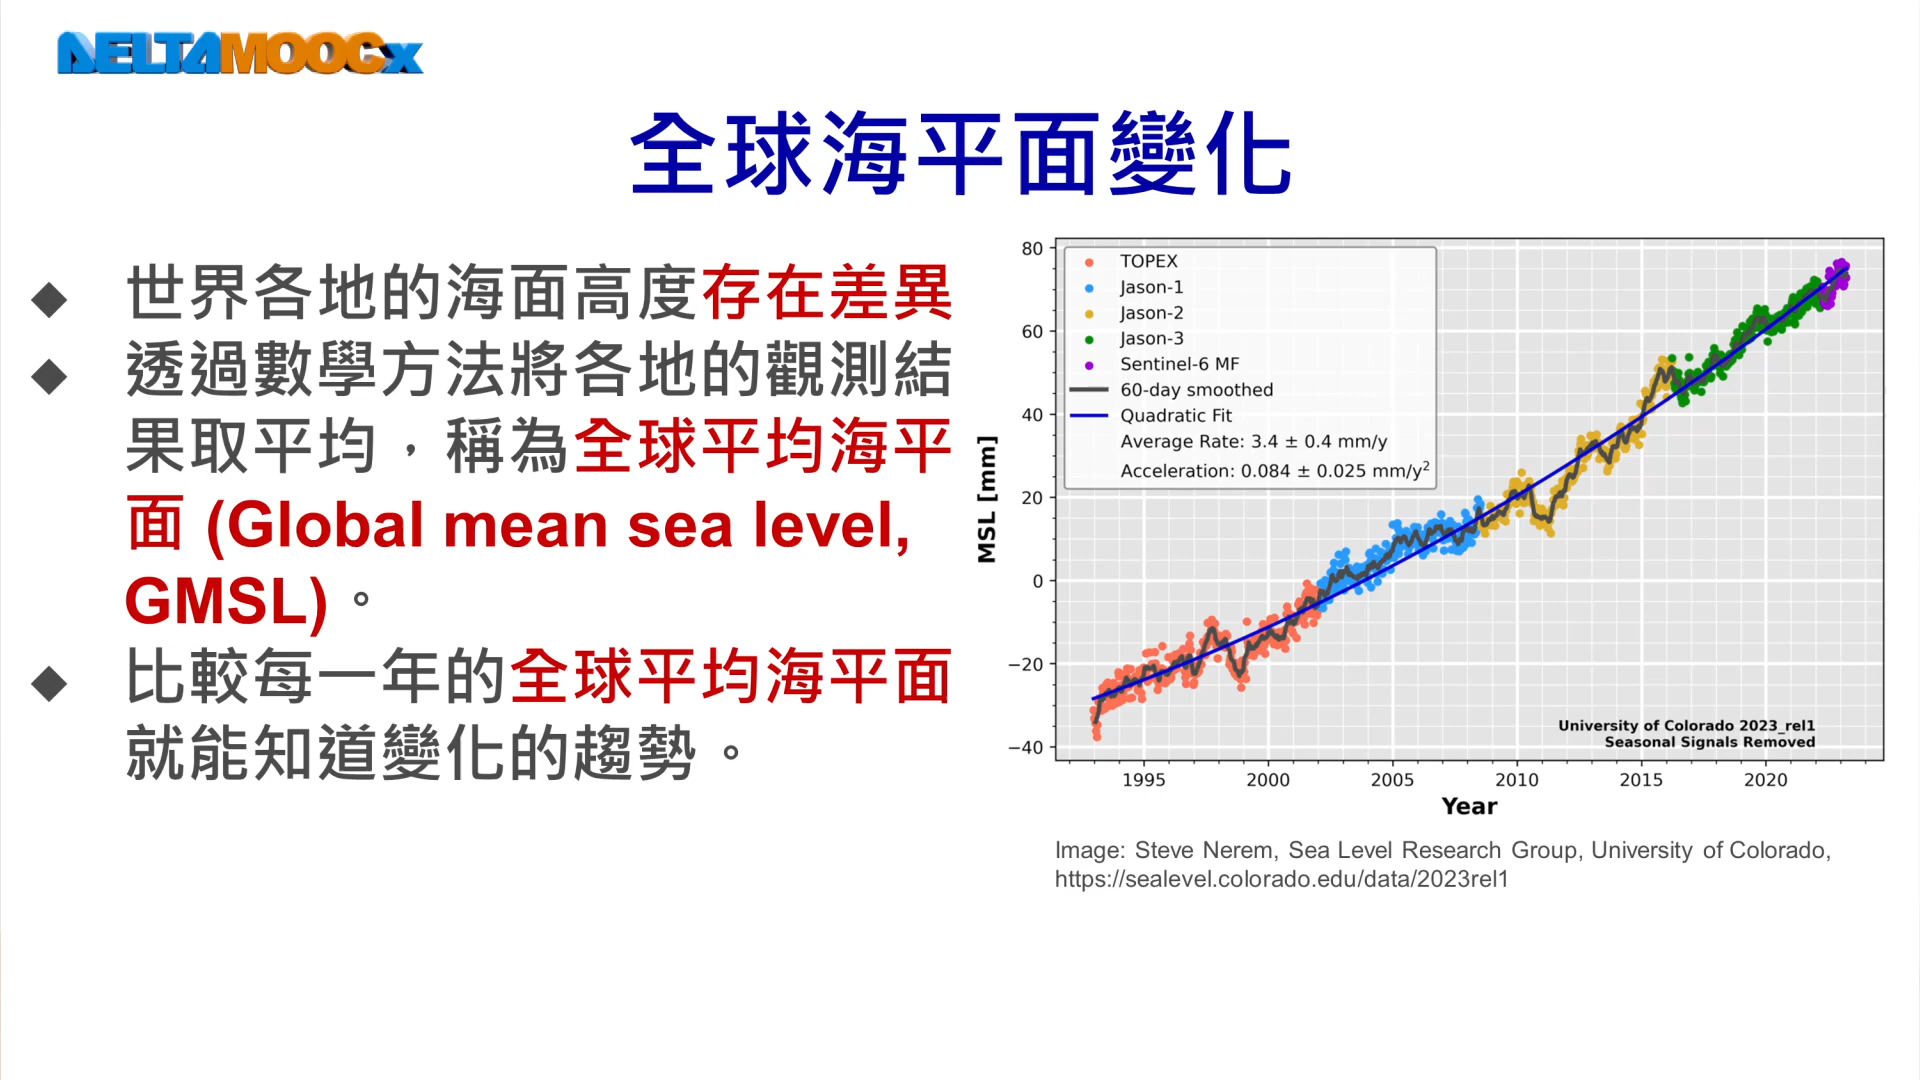 DELTAMOOCx
全球海平面變化
世界各地的海面高度存在差異
透過數學方法將各地的觀測結
果取平均，稱為全球平均海平
面 (Global mean sea level,
GMSL)。
比較每一年的全球平均海平面
就能知道變化的趨勢。
80
60
40
20
0
−20
−40
MSL [mm]
TOPEX
Jason-1
Jason-2
Jason-3
Sentinel-6 MF
60-day smoothed
Quadratic Fit
Average Rate: 3.4 ± 0.4 mm/y
Acceleration: 0.084 ± 0.025 mm/y²
University of Colorado 2023_rel1
Seasonal Signals Removed
1995 2000 2005 2010 2015 2020
Year
Image: Steve Nerem, Sea Level Research Group, University of Colorado,
https://sealevel.colorado.edu/data/2023rel1